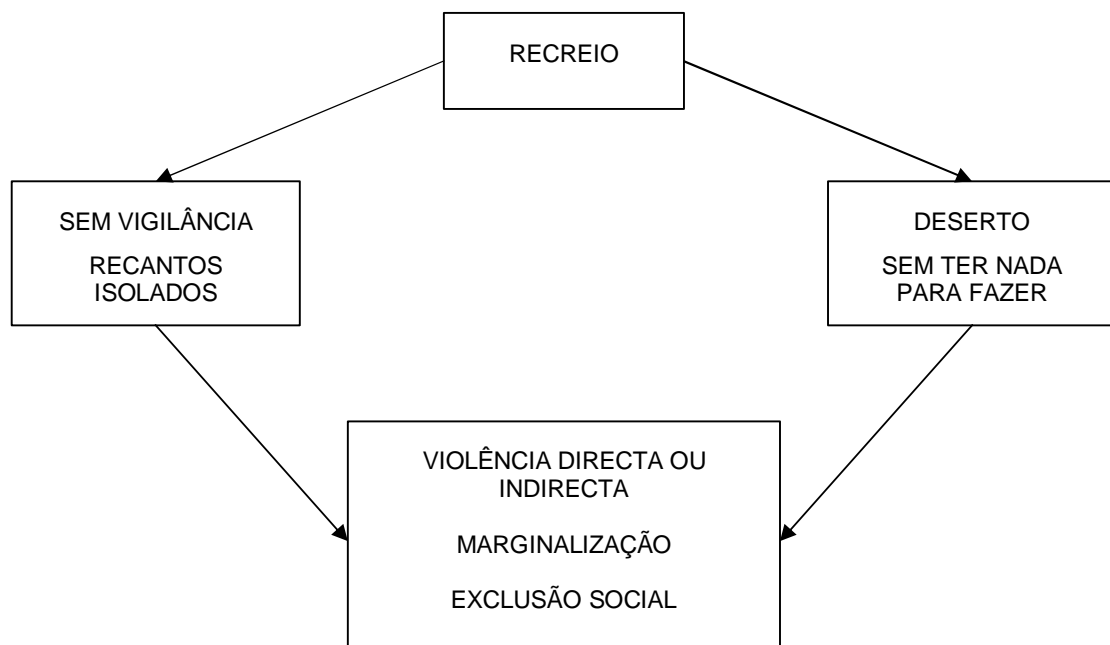 RECREIO
SEM VIGILÂNCIA
RECANTOS
ISOLADOS
DESERTO
SEM TER NADA
PARA FAZER
VIOLÊNCIA DIRECTA OU
INDIRECTA
MARGINALIZAÇÃO
EXCLUSÃO SOCIAL